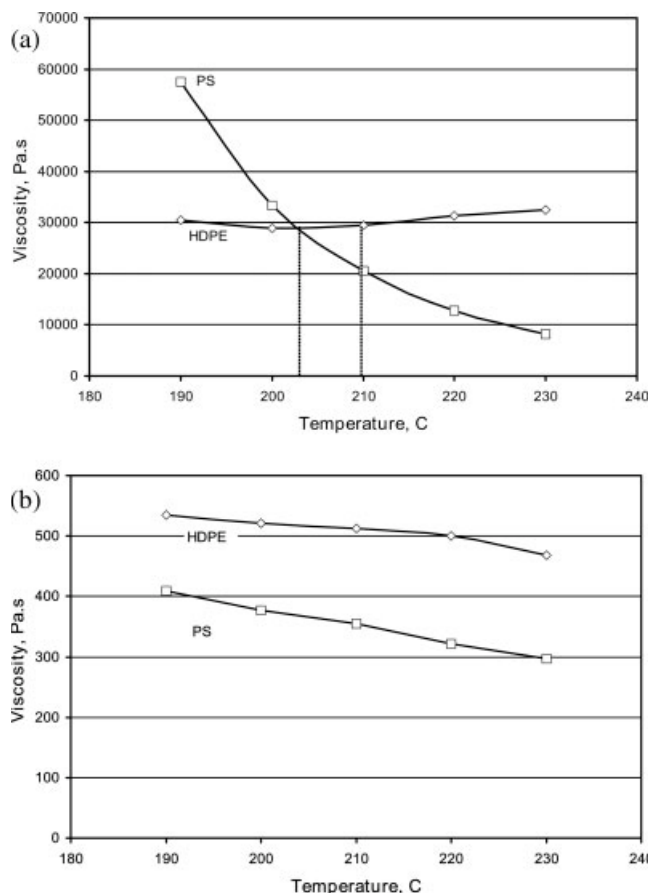 (a)
70000
60000
50000
40000
30000
20000
10000
0
Viscosity, Pa.s
PS
HDPE
180 190 200 210 220 230 240
Temperature, C
(b)
600
500
400
300
200
100
0
Viscosity, Pa.s
HDPE
PS
180 190 200 210 220 230 240
Temperature, C